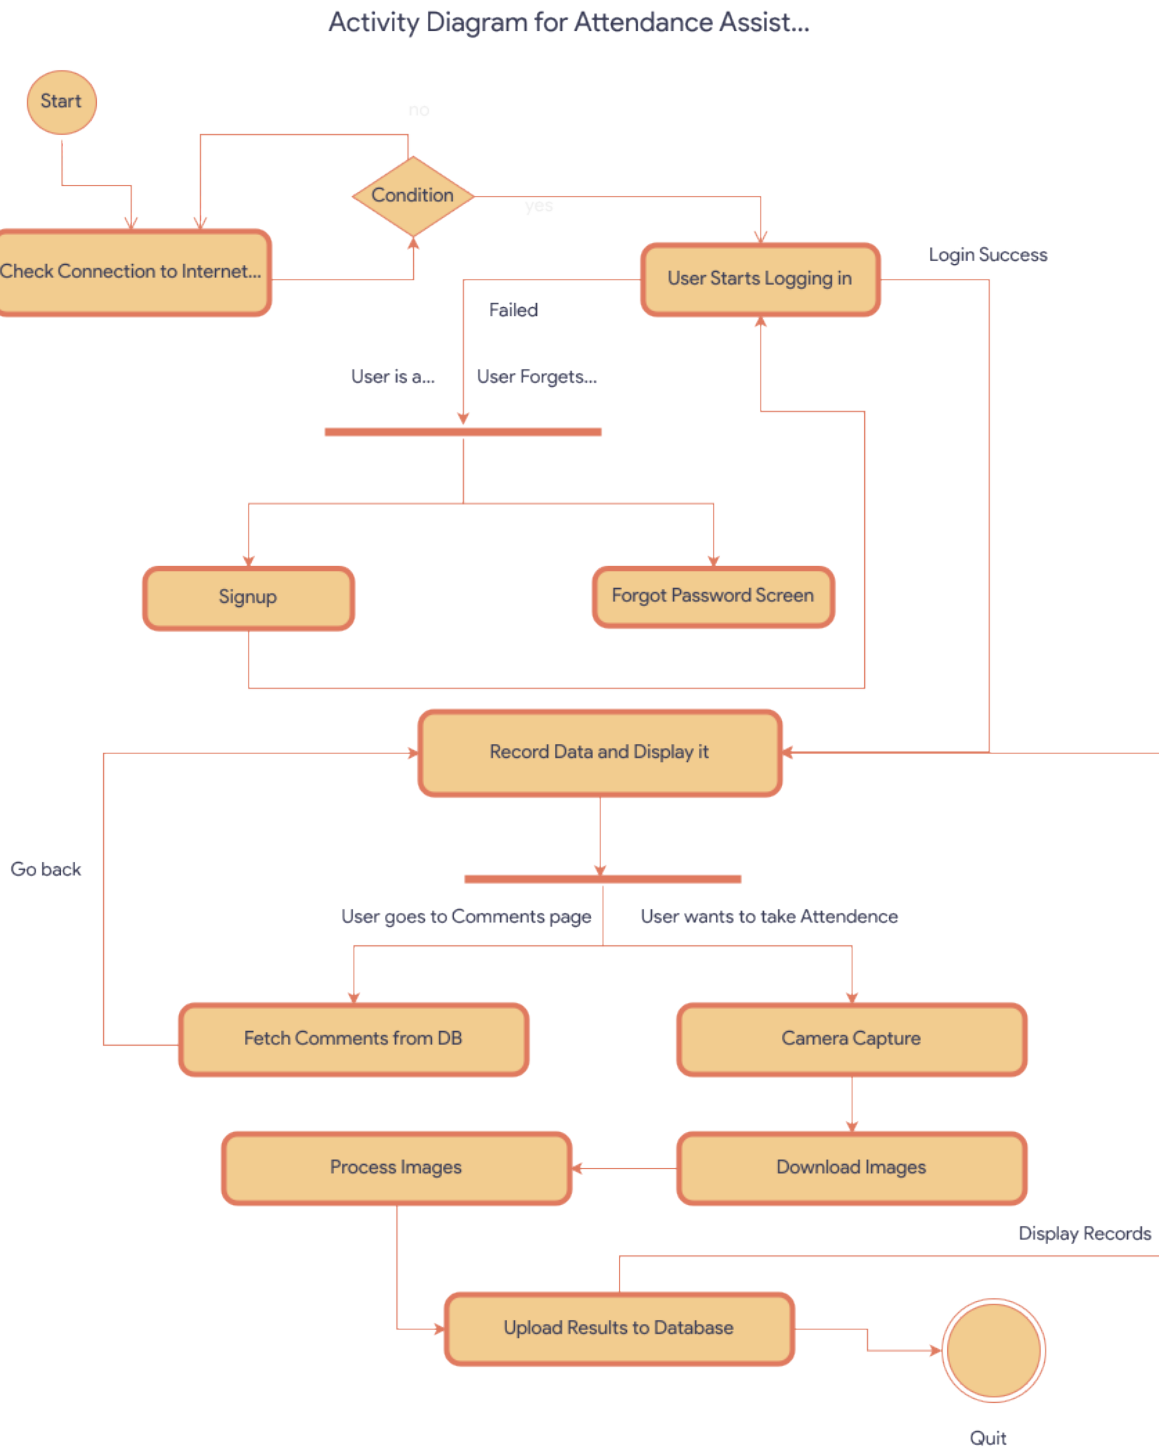 Activity Diagram for Attendance Assist...
Start
no
Condition
yes
Check Connection to Internet...
User Starts Logging in
Login Success
Failed
User is a...
User Forgets...
Signup
Forgot Password Screen
Record Data and Display it
Go back
User goes to Comments page
User wants to take Attendence
Fetch Comments from DB
Camera Capture
Process Images
Download Images
Display Records
Upload Results to Database
Quit